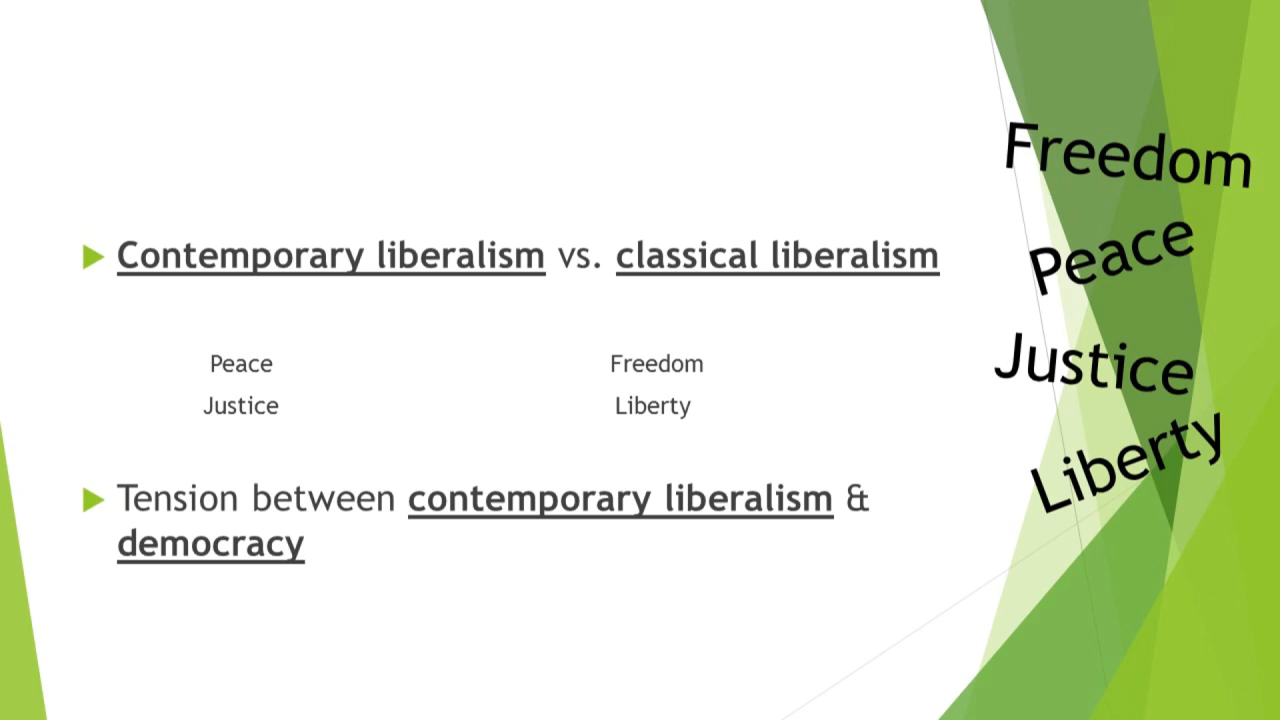 Contemporary liberalism vs. classical liberalism
Peace Freedom
Justice Liberty
Tension between contemporary liberalism &
democracy
Freedom
Peace
Justice
Liberty